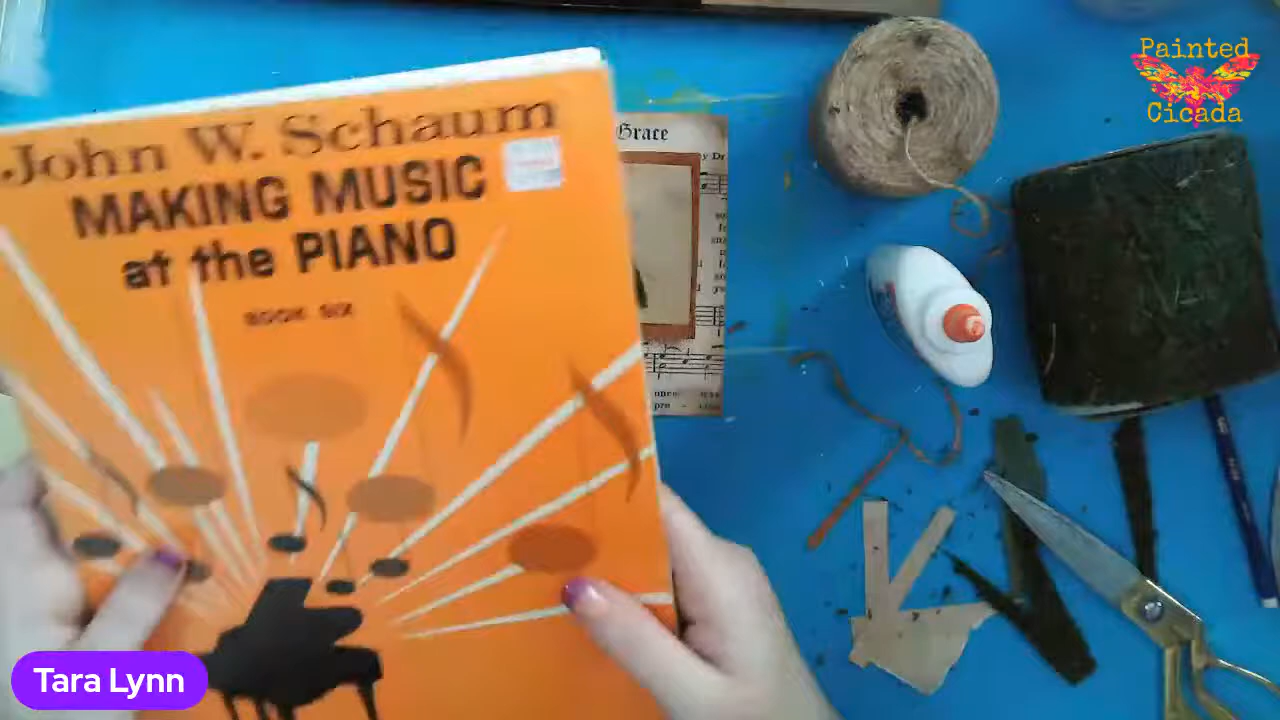 John W. Schaum
MAKING MUSIC
at the PIANO
BOOK SIX
Grace
Painted
Cicada
Tara Lynn